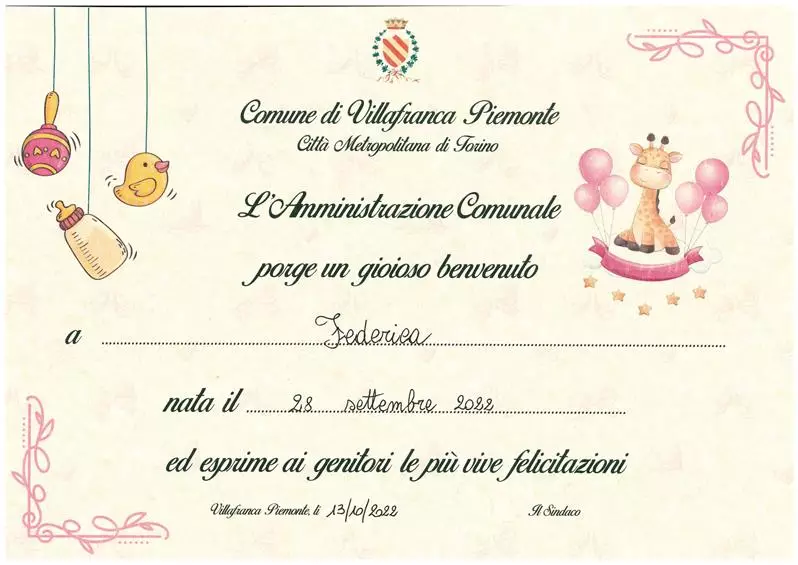 Comune di Villafranca Piemonte
Città Metropolitana di Torino
L'Amministrazione Comunale
porge un gioioso benvenuto
a Federica
nata il 28 settembre 2022
ed esprime ai genitori le più vive felicitazioni
Villafranca Piemonte, li 13/10/2022 Il Sindaco